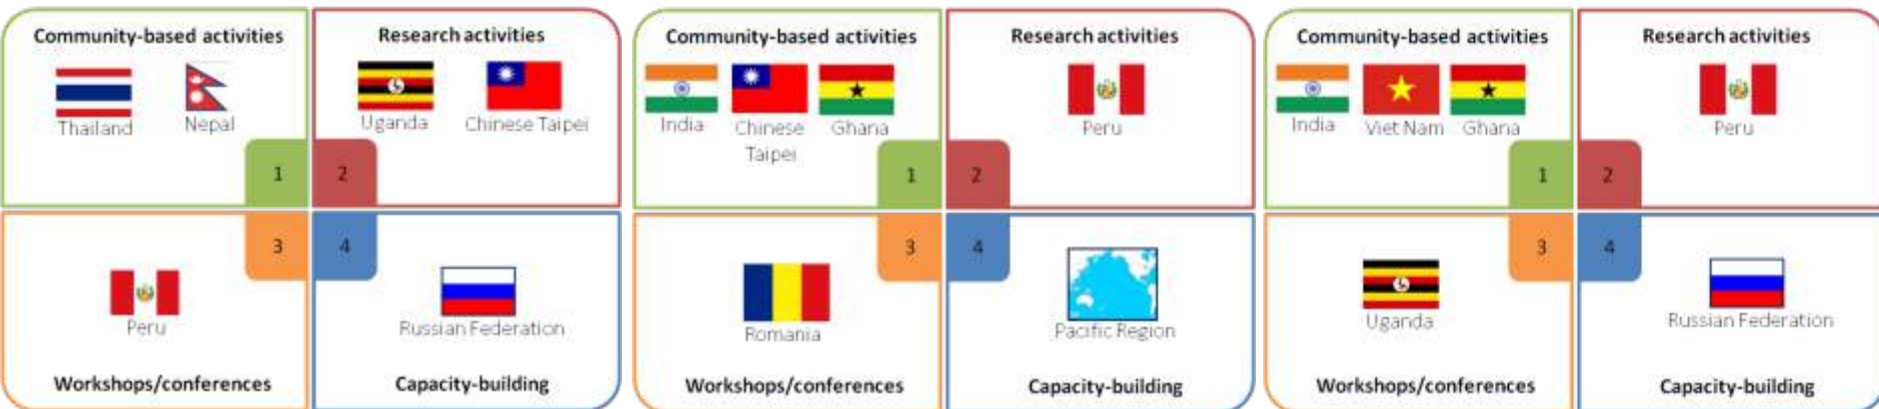 Community-based activities
Thailand
Nepal
1
Research activities
Uganda
Chinese Taipei
2
3
Peru
Workshops/conferences
4
Russian Federation
Capacity-building
Community-based activities
India
Chinese
Taipei
Ghana
1
Research activities
Peru
2
3
Romania
Workshops/conferences
4
Pacific Region
Capacity-building
Community-based activities
India
Viet Nam
Ghana
1
Research activities
Peru
2
3
Uganda
Workshops/conferences
4
Russian Federation
Capacity-building